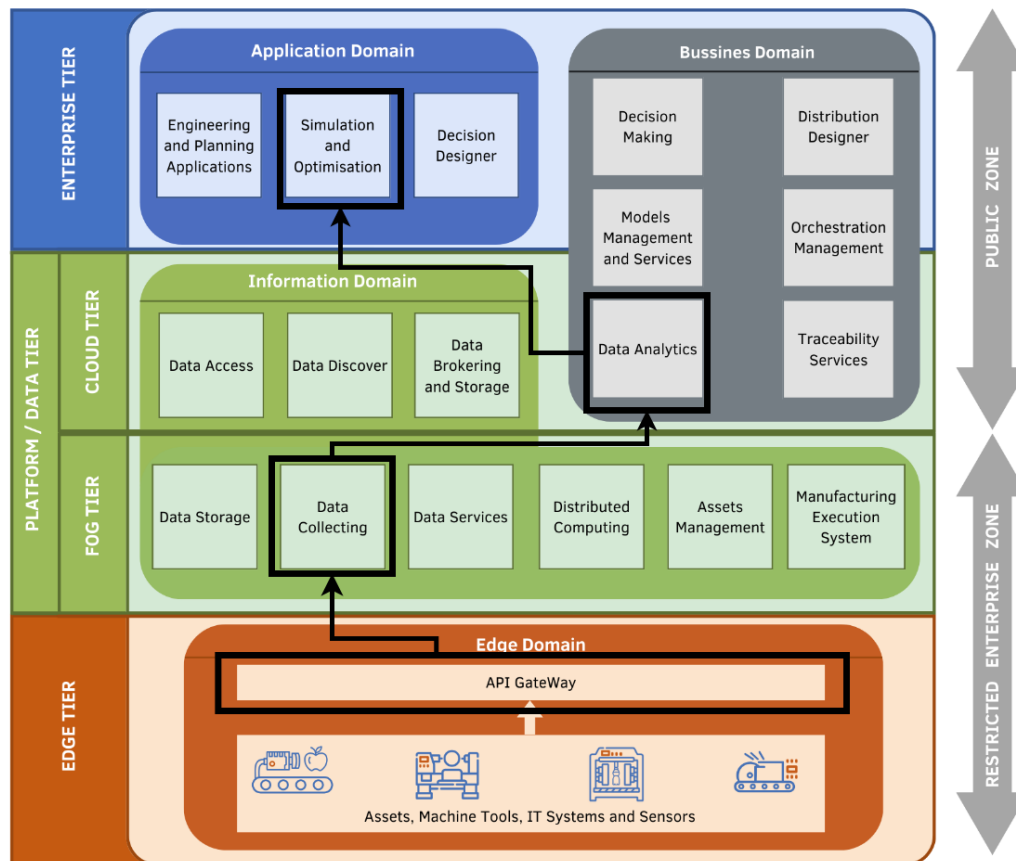 ENTERPRISE TIER
Application Domain
Engineering
and Planning
Applications
Simulation
and
Optimisation
Decision
Designer
Bussines Domain
Decision
Making
Distribution
Designer
Models
Management
and Services
Orchestration
Management
Data Analytics
Traceability
Services
PUBLIC ZONE
PLATFORM / DATA TIER
CLOUD TIER
Information Domain
Data Access
Data Discover
Data
Brokering
and Storage
FOG TIER
Data Storage
Data
Collecting
Data Services
Distributed
Computing
Assets
Management
Manufacturing
Execution
System
RESTRICTED ENTERPRISE ZONE
EDGE TIER
Edge Domain
API GateWay
Assets, Machine Tools, IT Systems and Sensors